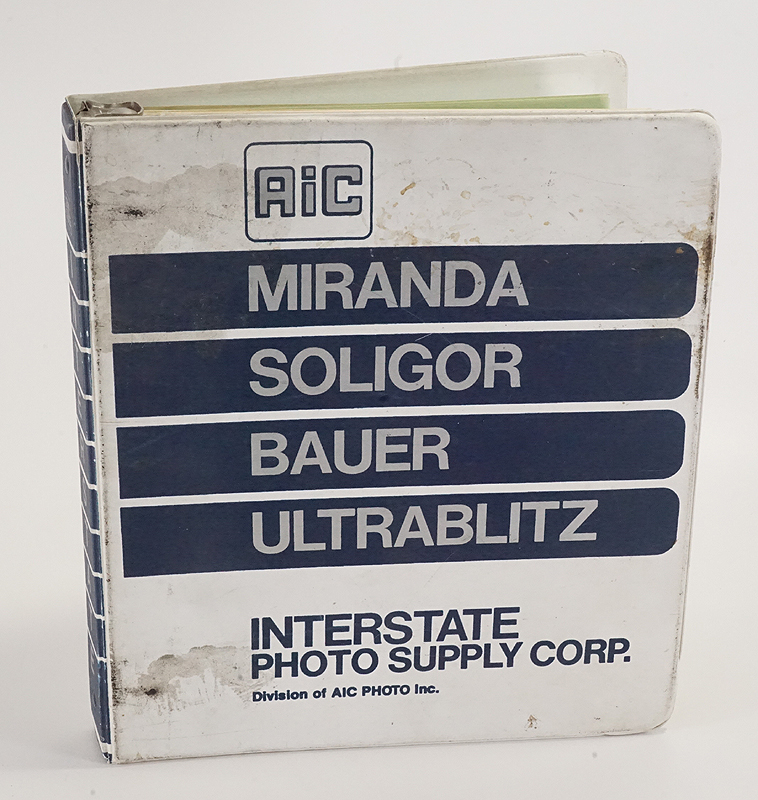 AiC
MIRANDA
SOLIGOR
BAUER
ULTRABLITZ
INTERSTATE
PHOTO SUPPLY CORP.
Division of AIC PHOTO Inc.